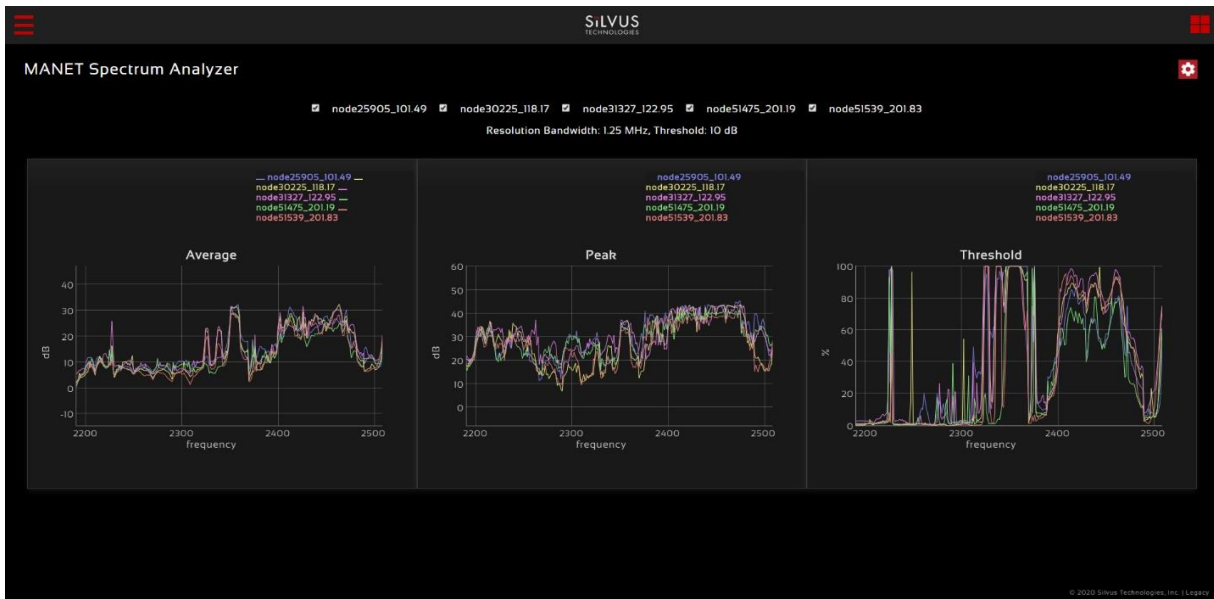 SiLVUS
TECHNOLOGIES
MANET Spectrum Analyzer
node25905_101.49 node30225_118.17 node31327_122.95 node51475_201.19 node51539_201.83
Resolution Bandwidth: 1.25 MHz, Threshold: 10 dB
node25905_101.49
node30225_118.17
node31327_122.95
node51475_201.19
node51539_201.83
Average
40
30
20
10
0
-10
dB
2200 2300 2400 2500
frequency
node25905_101.49
node30225_118.17
node31327_122.95
node51475_201.19
node51539_201.83
Peak
60
50
40
30
20
10
0
dB
2200 2300 2400 2500
frequency
node25905_101.49
node30225_118.17
node31327_122.95
node51475_201.19
node51539_201.83
Threshold
100
80
60
40
20
0
%
2200 2300 2400 2500
frequency
© 2020 Silvus Technologies, Inc. | Legacy